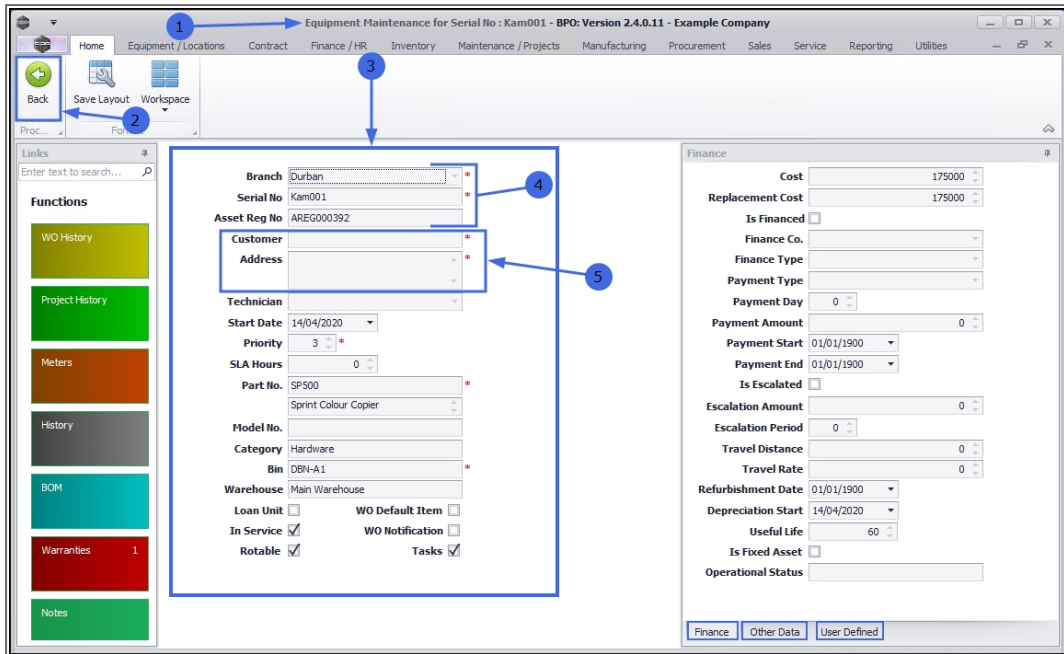 Equipment Maintenance for Serial No : Kam001 - BPO: Version 2.4.0.11 - Example Company
1
Home Equipment / Locations Contract Finance / HR Inventory Maintenance / Projects Manufacturing Procurement Sales Service Reporting Utilities
3
Back Save Layout Workspace
2
Proc... Form
Links
Enter text to search...
Functions
WO History
Project History
Meters
History
BOM
Warranties 1
Notes
Branch Durban *
4
Serial No Kam001 *
Asset Reg No AREG000392
Customer *
Address *
5
Technician
Start Date 14/04/2020
Priority 3 *
SLA Hours 0
Part No. SP500 *
Sprint Colour Copier
Model No.
Category Hardware
Bin DBN-A1 *
Warehouse Main Warehouse
Loan Unit WO Default Item
In Service WO Notification
Rotable Tasks
Finance
Cost 175000
Replacement Cost 175000
Is Financed
Finance Co.
Finance Type
Payment Type
Payment Day 0
Payment Amount 0
Payment Start 01/01/1900
Payment End 01/01/1900
Is Escalated
Escalation Amount 0
Escalation Period 0
Travel Distance 0
Travel Rate 0
Refurbishment Date 01/01/1900
Depreciation Start 14/04/2020
Useful Life 60
Is Fixed Asset
Operational Status
Finance Other Data User Defined